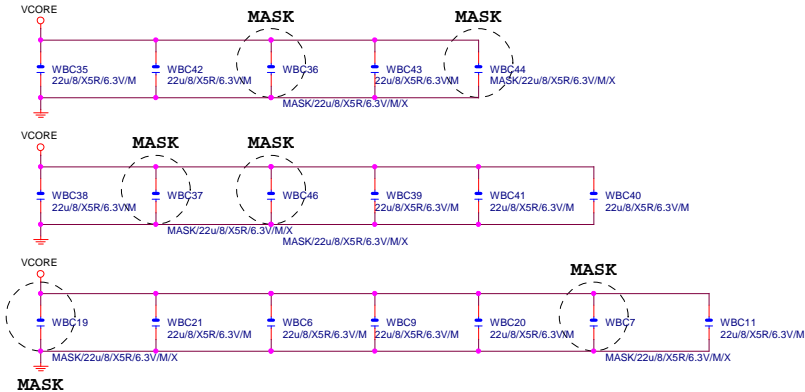 VCORE
MASK
MASK
WBC35
22u/8/X5R/6.3V/M
WBC42
22u/8/X5R/6.3V/M
WBC36
MASK/22u/8/X5R/6.3V/M/X
WBC43
22u/8/X5R/6.3V/M
WBC44
MASK/22u/8/X5R/6.3V/M/X
VCORE
MASK
MASK
WBC38
22u/8/X5R/6.3V/M
WBC37
MASK/22u/8/X5R/6.3V/M/X
WBC46
MASK/22u/8/X5R/6.3V/M/X
WBC39
22u/8/X5R/6.3V/M
WBC41
22u/8/X5R/6.3V/M
WBC40
22u/8/X5R/6.3V/M
VCORE
MASK
WBC19
MASK/22u/8/X5R/6.3V/M/X
WBC21
22u/8/X5R/6.3V/M
WBC6
22u/8/X5R/6.3V/M
WBC9
22u/8/X5R/6.3V/M
WBC20
22u/8/X5R/6.3V/M
WBC7
MASK/22u/8/X5R/6.3V/M/X
WBC11
22u/8/X5R/6.3V/M
MASK